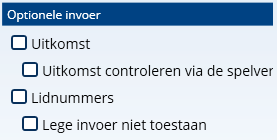 Optionele invoer
Uitkomst
Uitkomst controleren via de spelver
Lidnummers
Lege invoer niet toestaan